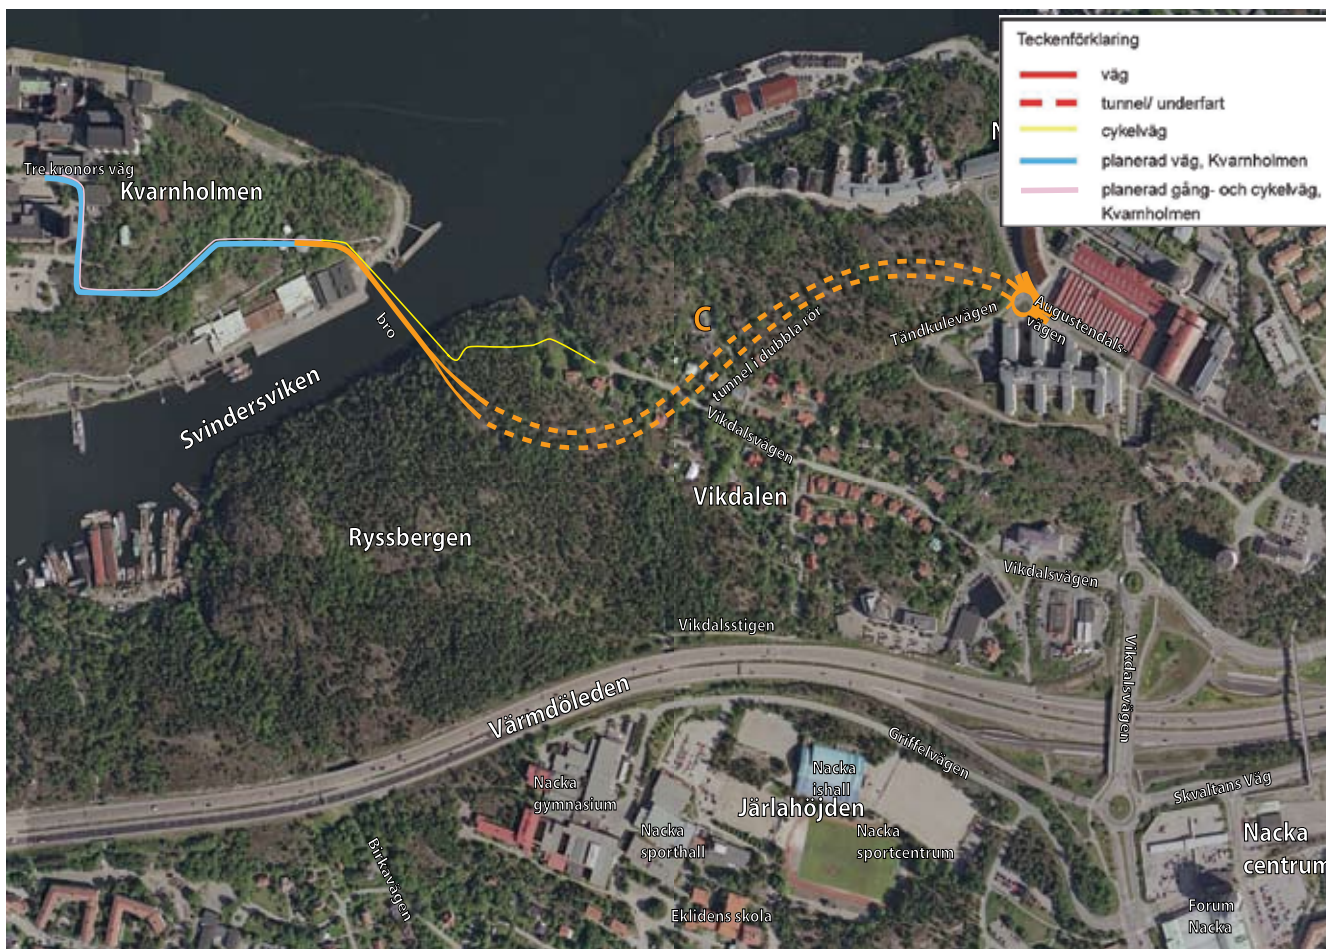 Teckenförklaring
väg
tunnel/ underfart
cykelväg
planerad väg, Kvarnholmen
planerad gång- och cykelväg,
Kvarnholmen
N
Tre kronors väg
Kvarnholmen
bro
Svindersviken
C
tunnel i dubbla rör
Tändkulevägen
Augustendals-
vägen
Vikdalsvägen
Vikdalen
Ryssbergen
Vikdalsvägen
Vikdalsstigen
Vikdalsvägen
Värmdöleden
Griffelvägen
Skvaltans Väg
Nacka
gymnasium
Nacka
ishall
Järlahöjden
Nacka
sporthall
Nacka
sportcentrum
Nacka
centrum
Birkavägen
Eklidens skola
Forum
Nacka